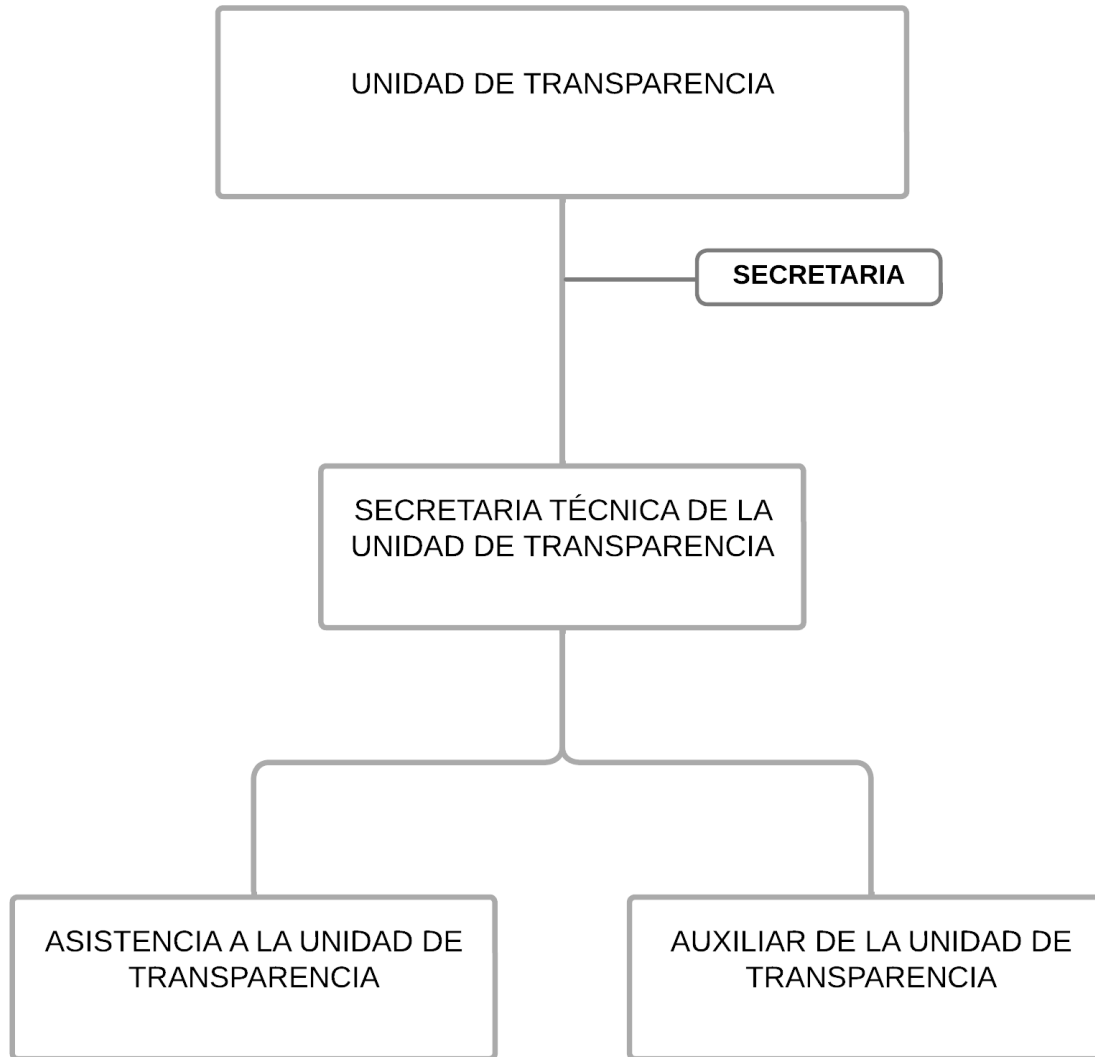 UNIDAD DE TRANSPARENCIA
SECRETARIA
SECRETARIA TÉCNICA DE LA
UNIDAD DE TRANSPARENCIA
ASISTENCIA A LA UNIDAD DE
TRANSPARENCIA
AUXILIAR DE LA UNIDAD DE
TRANSPARENCIA